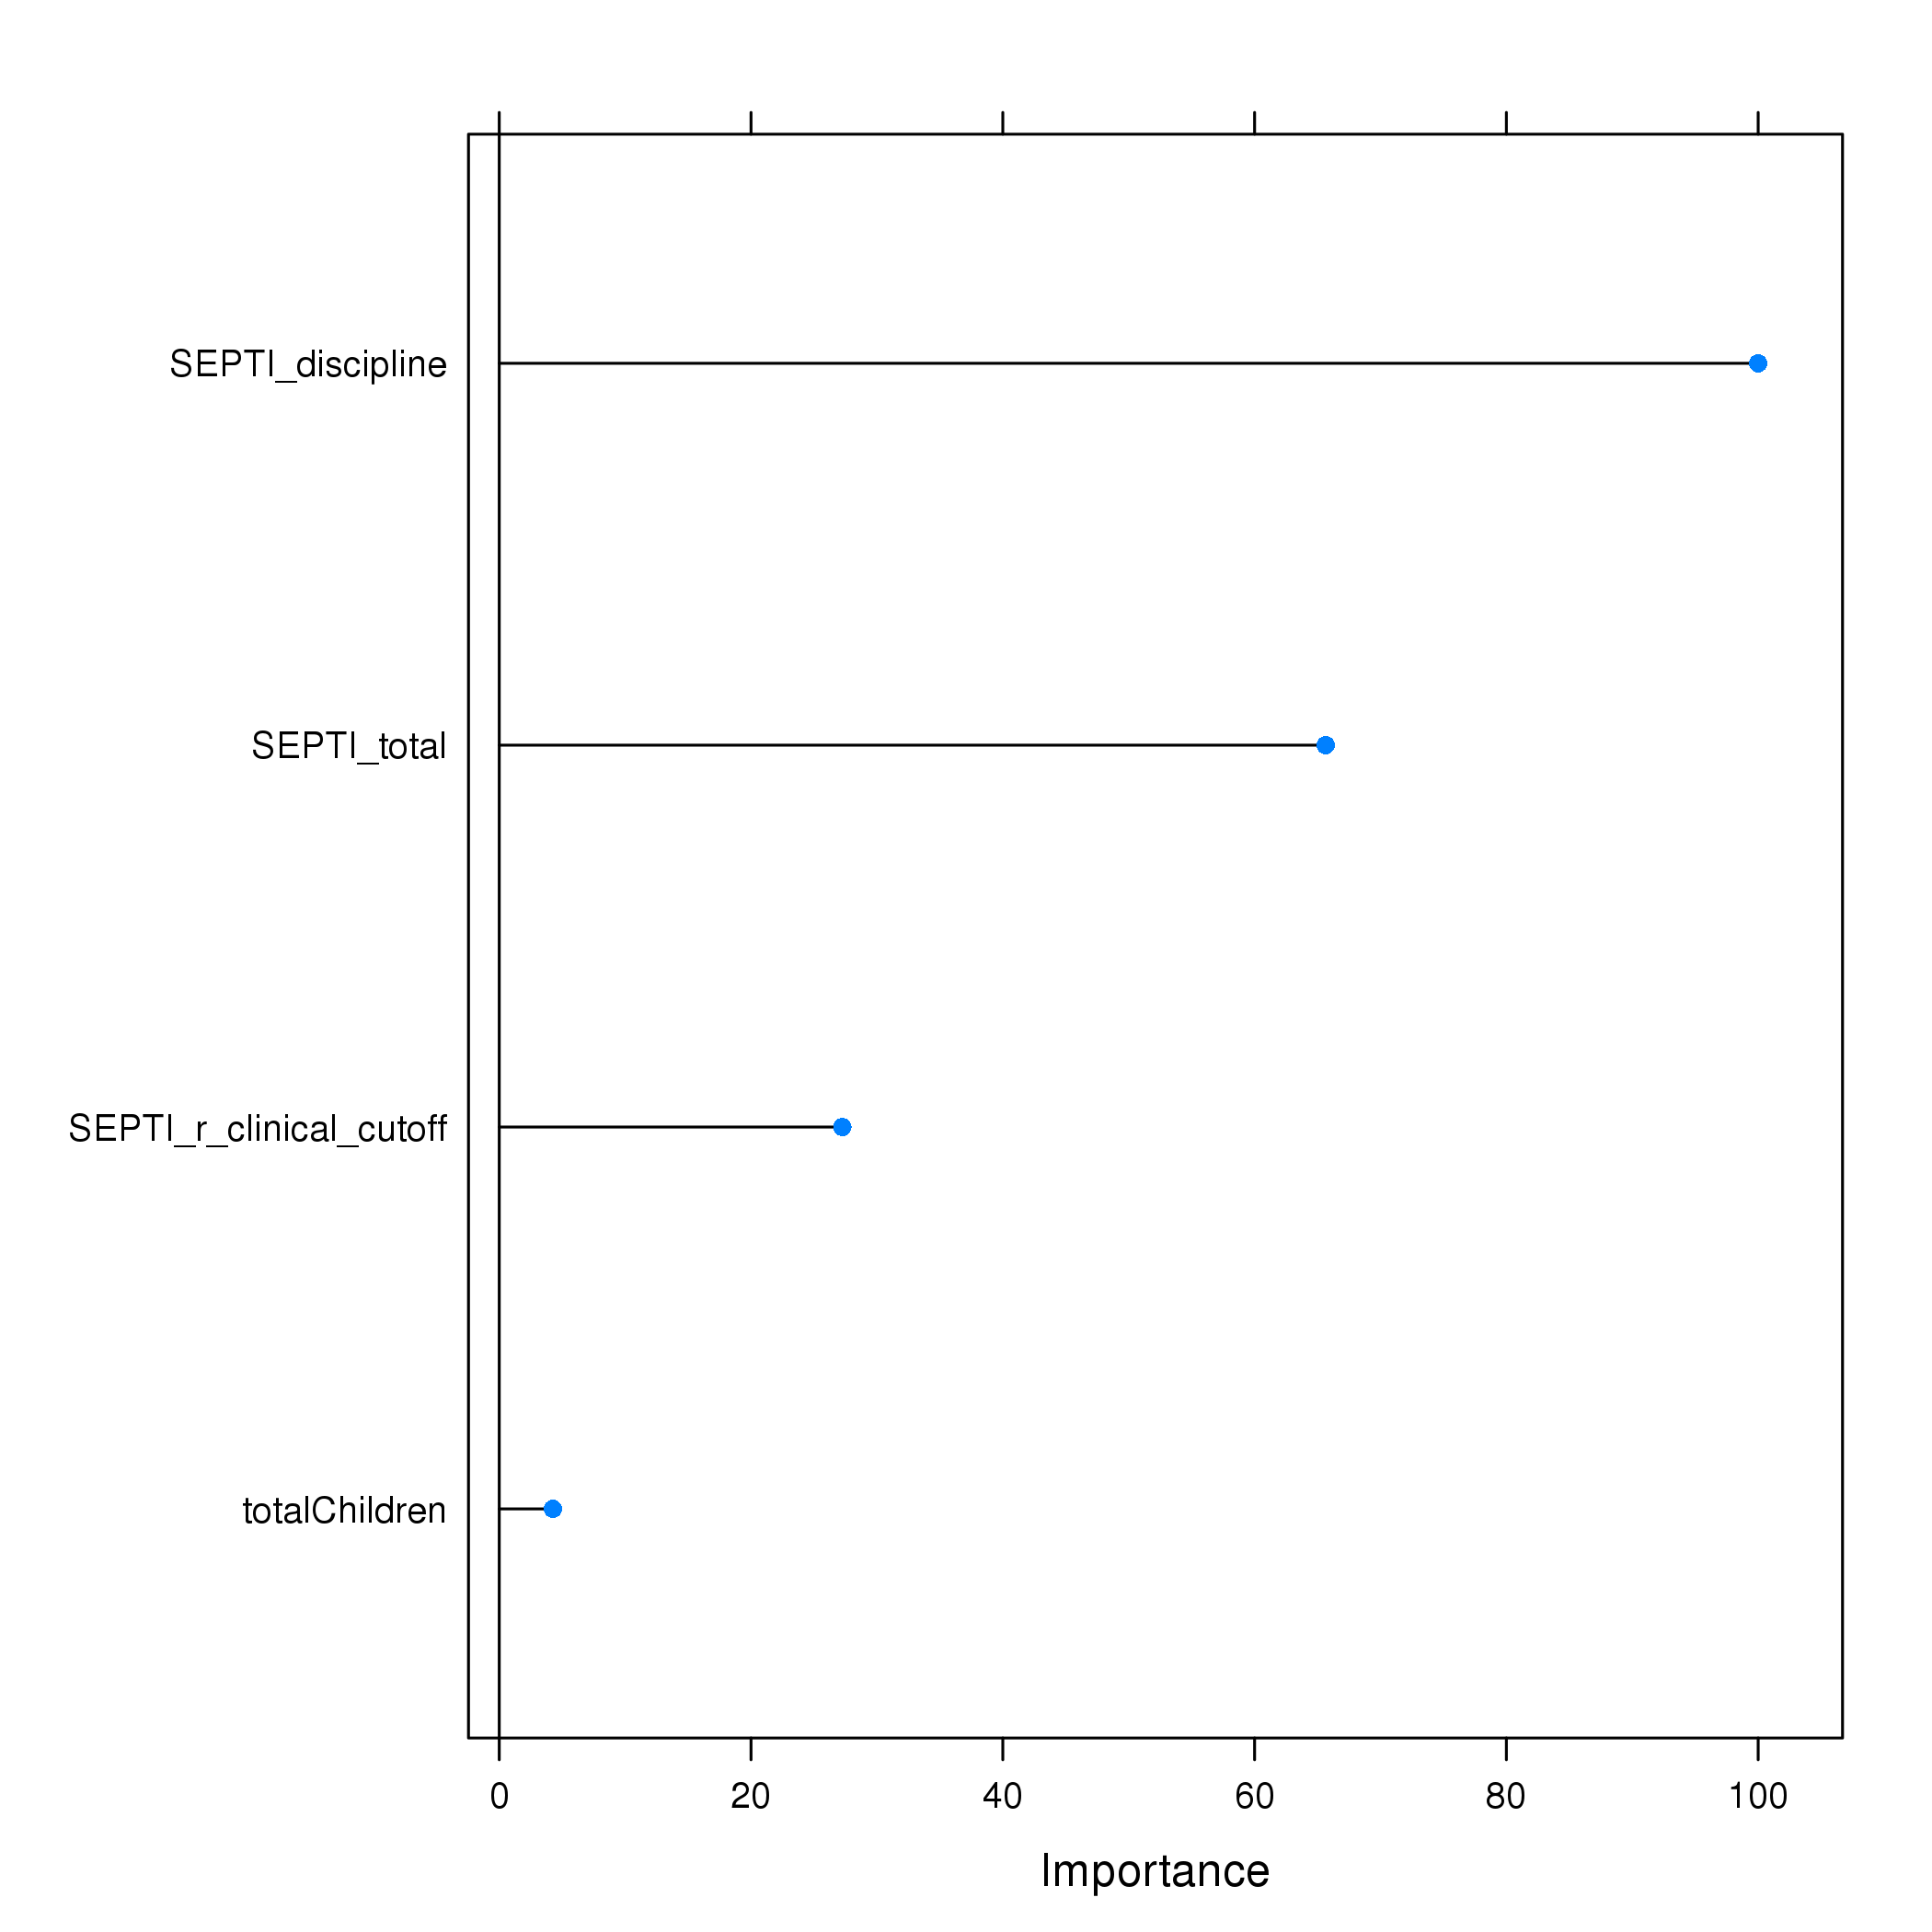 SEPTI_discipline
SEPTI_total
SEPTI_r_clinical_cutoff
totalChildren
0 20 40 60 80 100
Importance